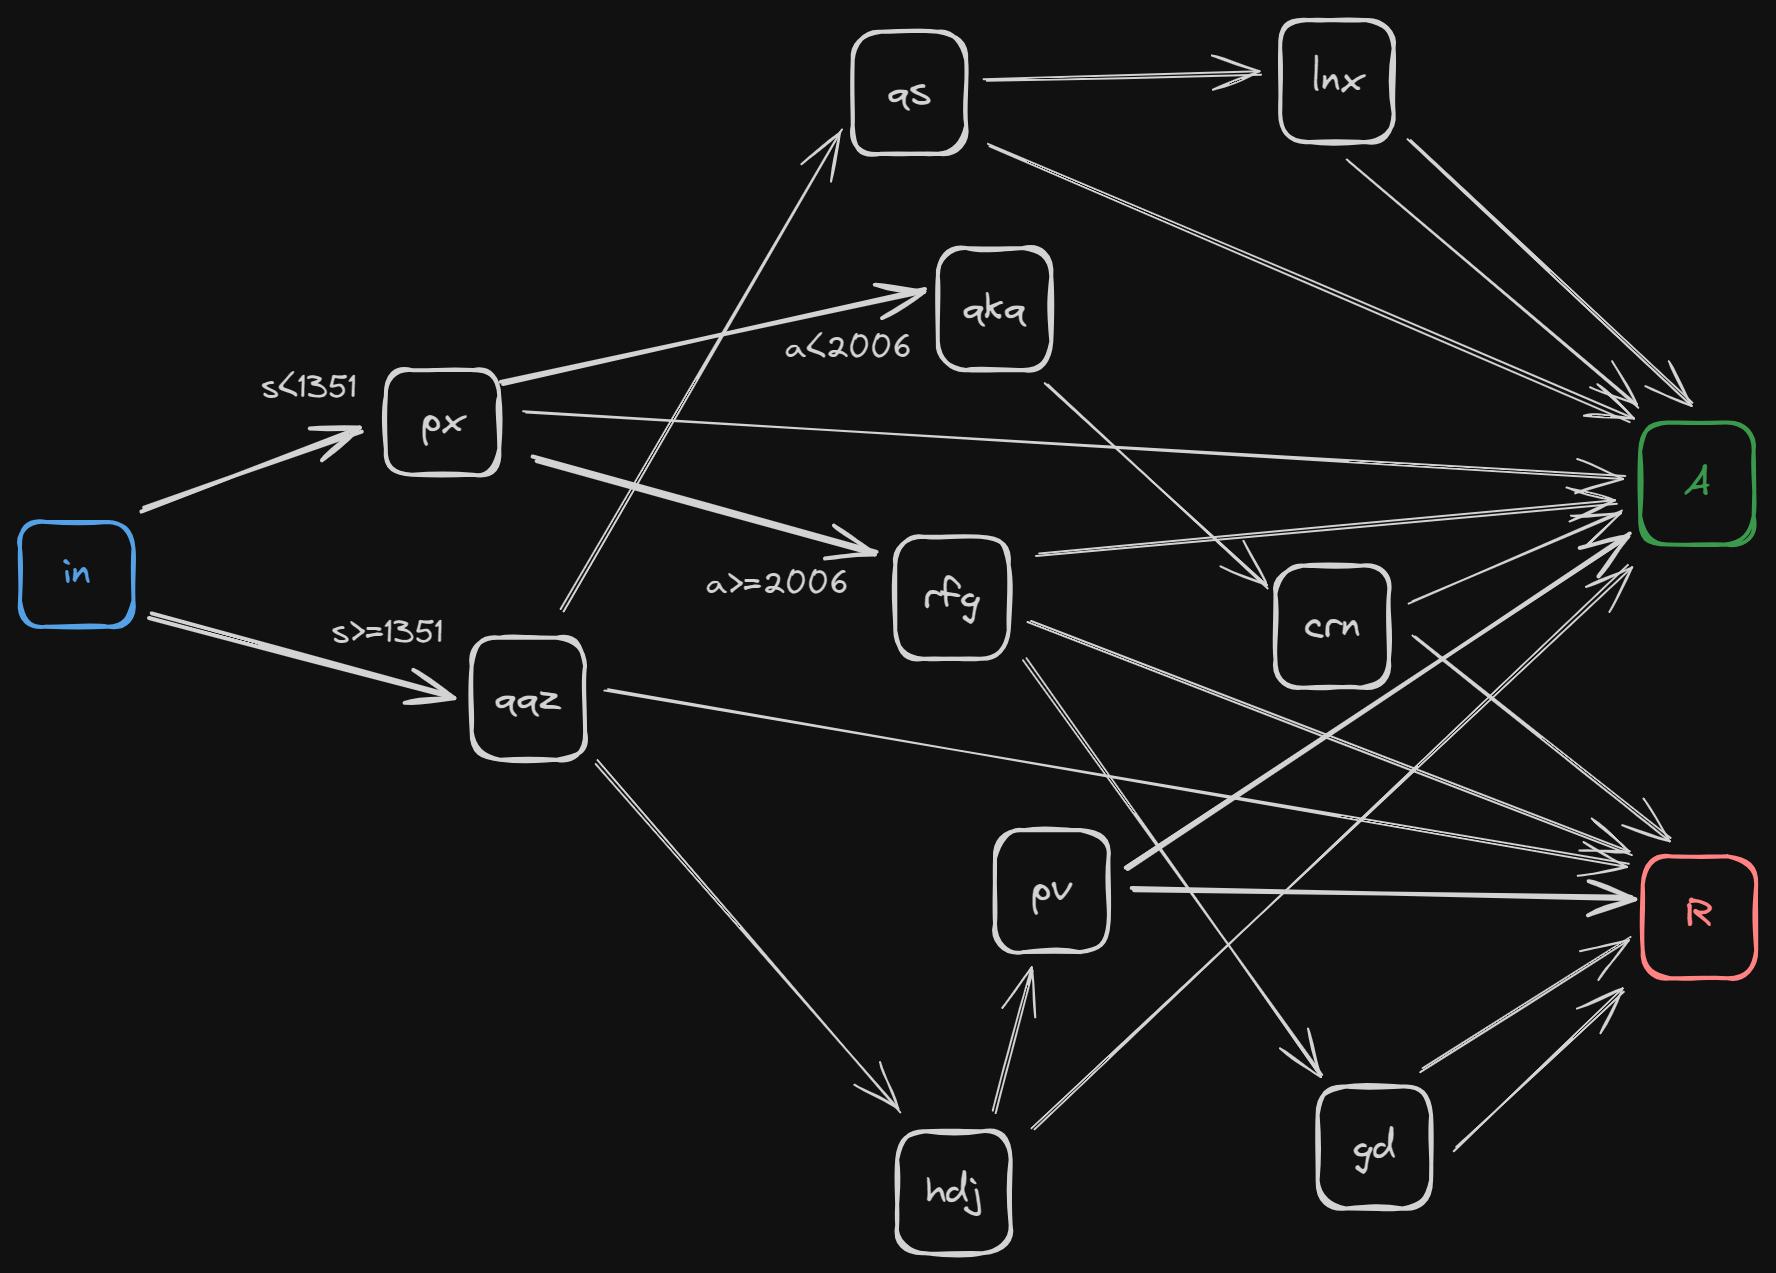 qs
lnx
qkq
a<2006
s<1351
px
A
in
a>=2006
rfg
crn
s>=1351
qqz
pv
R
gd
hdj